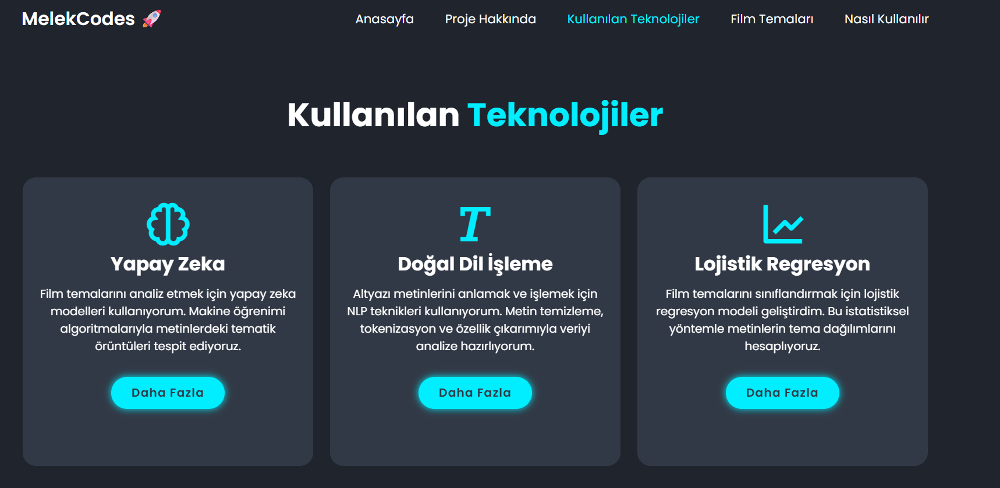 MelekCodes 🚀
Anasayfa
Proje Hakkında
Kullanılan Teknolojiler
Film Temaları
Nasıl Kullanılır
Kullanılan Teknolojiler
Yapay Zeka
Film temalarını analiz etmek için yapay zeka
modelleri kullanıyorum. Makine öğrenimi
algoritmalarıyla metinlerdeki tematik
örüntüleri tespit ediyoruz.
Daha Fazla
Doğal Dil İşleme
Altyazı metinlerini anlamak ve işlemek için
NLP teknikleri kullanıyorum. Metin temizleme,
tokenizasyon ve özellik çıkarımıyla veriyi
analize hazırlıyorum.
Daha Fazla
Lojistik Regresyon
Film temalarını sınıflandırmak için lojistik
regresyon modeli geliştirdim. Bu istatistiksel
yöntemle metinlerin tema dağılımlarını
hesaplıyoruz.
Daha Fazla